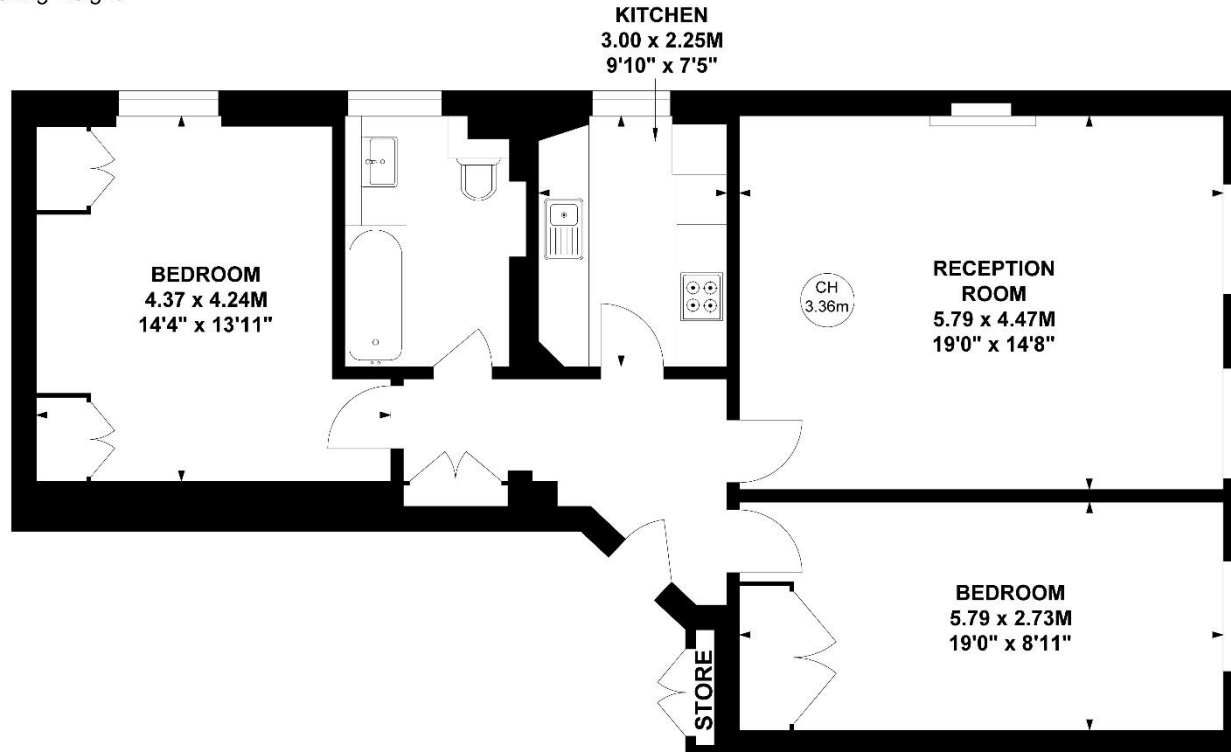 KITCHEN
3.00 x 2.25M
9'10" x 7'5"
BEDROOM
4.37 x 4.24M
14'4" x 13'11"
CH
3.36m
RECEPTION
ROOM
5.79 x 4.47M
19'0" x 14'8"
BEDROOM
5.79 x 2.73M
19'0" x 8'11"
STORE